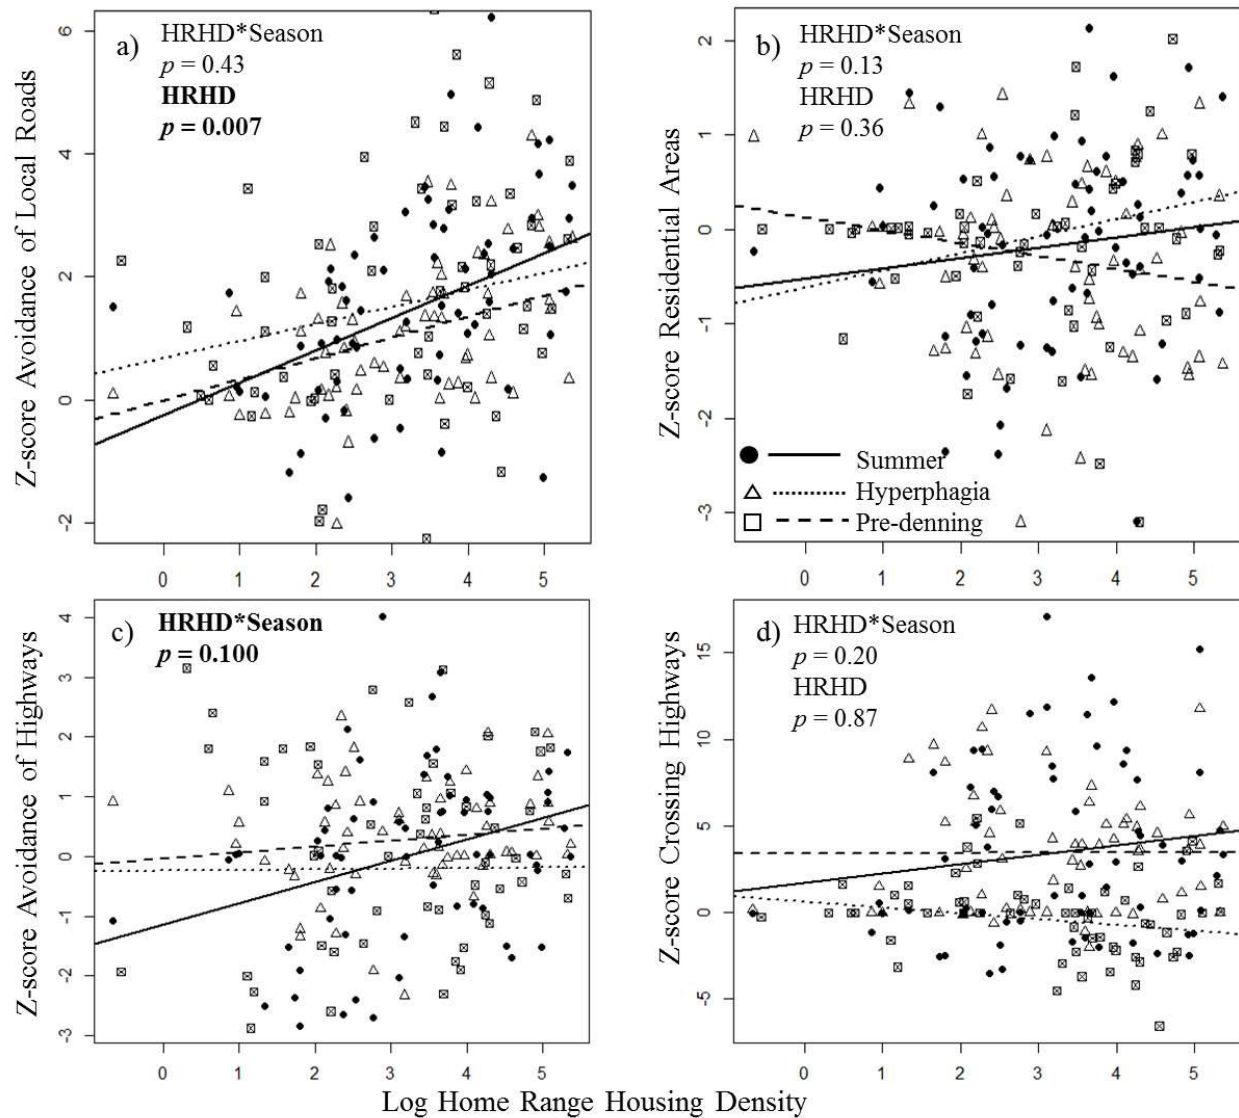 a)
HRHD*Season
p = 0.43
HRHD
p = 0.007
Z-score Avoidance of Local Roads
6
4
2
0
-2
0 1 2 3 4 5
b)
HRHD*Season
p = 0.13
HRHD
p = 0.36
Z-score Residential Areas
2
1
0
-1
-2
-3
Summer
Hyperphagia
Pre-denning
0 1 2 3 4 5
c)
HRHD*Season
p = 0.100
Z-score Avoidance of Highways
4
3
2
1
0
-1
-2
-3
0 1 2 3 4 5
d)
HRHD*Season
p = 0.20
HRHD
p = 0.87
Z-score Crossing Highways
15
10
5
0
-5
0 1 2 3 4 5
Log Home Range Housing Density